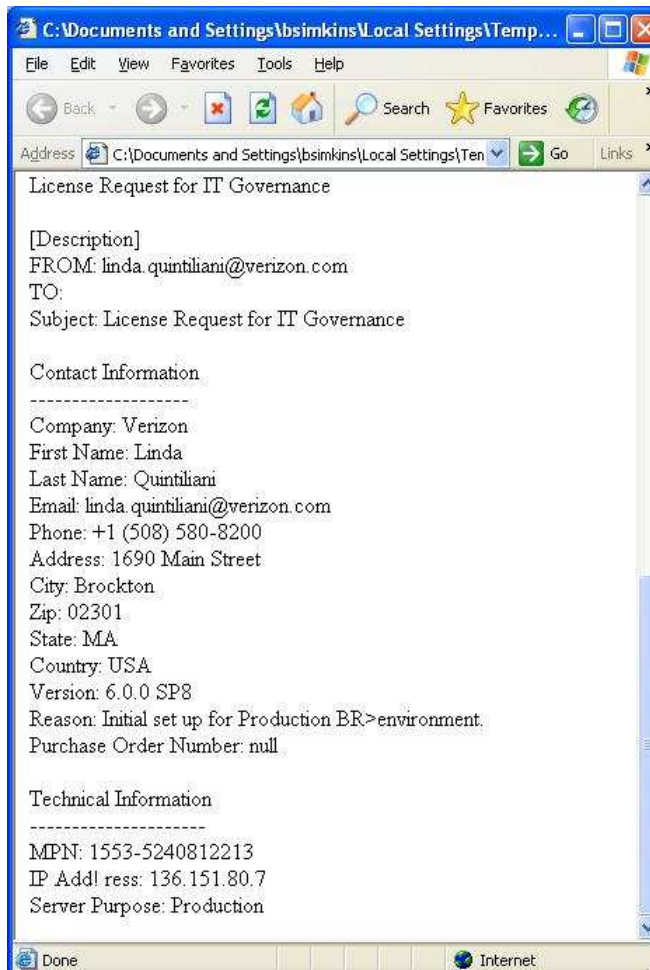 C:\Documents and Settings\bsimkins\Local Settings\Temp...
File Edit View Favorites Tools Help
Back Search Favorites
Address C:\Documents and Settings\bsimkins\Local Settings\Ten Go Links
License Request for IT Governance
[Description]
FROM: linda.quintiliani@verizon.com
TO:
Subject: License Request for IT Governance
Contact Information
-------------------
Company: Verizon
First Name: Linda
Last Name: Quintiliani
Email: linda.quintiliani@verizon.com
Phone: +1 (508) 580-8200
Address: 1690 Main Street
City: Brockton
Zip: 02301
State: MA
Country: USA
Version: 6.0.0 SP8
Reason: Initial set up for Production BR>environment.
Purchase Order Number: null
Technical Information
---------------------
MPN: 1553-5240812213
IP Add! ress: 136.151.80.7
Server Purpose: Production
Done Internet